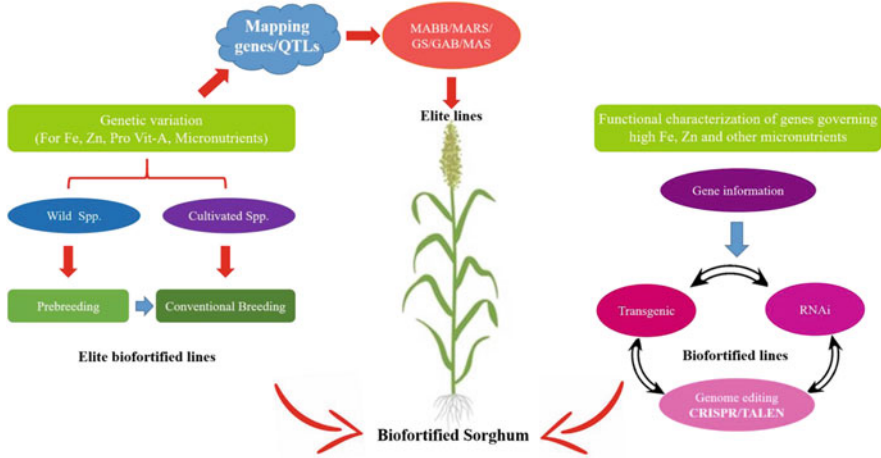 Mapping
genes/QTLs
MABB/MARS/
GS/GAB/MAS
Genetic variation
(For Fe, Zn, Pro Vit-A, Micronutrients)
Wild Spp.
Cultivated Spp.
Prebreeding
Conventional Breeding
Elite biofortified lines
Elite lines
Functional characterization of genes governing
high Fe, Zn and other micronutrients
Gene information
Transgenic
RNAi
Biofortified lines
Genome editing
CRISPR/TALEN
Biofortified Sorghum